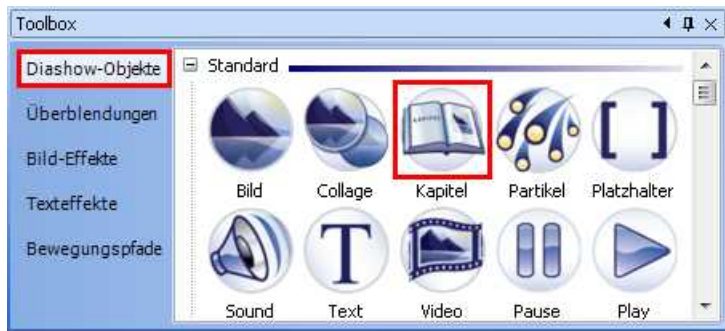 Toolbox
Diashow-Objekte
Überblendungen
Bild-Effekte
Texteffekte
Bewegungspfade
Standard
Bild Collage Kapitel Partikel Platzhalter
Sound Text Video Pause Play
KAPITEL
T